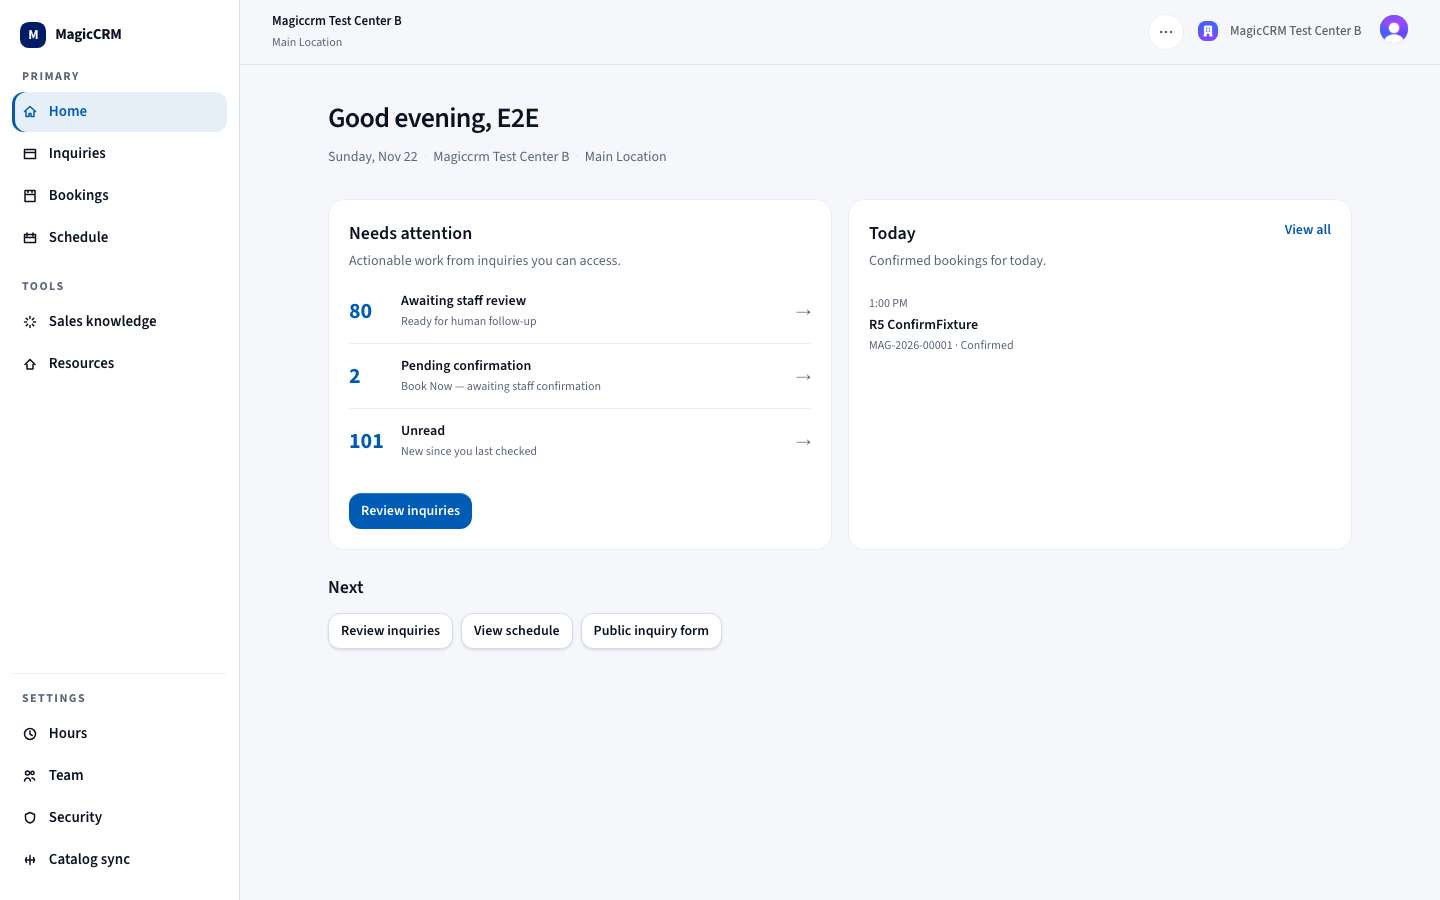 M MagicCRM
PRIMARY
Home
Inquiries
Bookings
Schedule
TOOLS
Sales knowledge
Resources
SETTINGS
Hours
Team
Security
Catalog sync
Magiccrm Test Center B
Main Location
MagicCRM Test Center B
Good evening, E2E
Sunday, Nov 22 · Magiccrm Test Center B · Main Location
Needs attention
Actionable work from inquiries you can access.
80 Awaiting staff review
Ready for human follow-up
→
2 Pending confirmation
Book Now — awaiting staff confirmation
→
101 Unread
New since you last checked
→
Review inquiries
Today
View all
Confirmed bookings for today.
1:00 PM
R5 ConfirmFixture
MAG-2026-00001 · Confirmed
Next
Review inquiries
View schedule
Public inquiry form